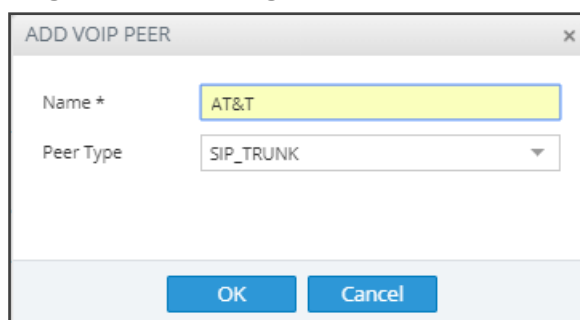 ADD VOIP PEER ×
Name * AT&T
Peer Type SIP_TRUNK
OK Cancel